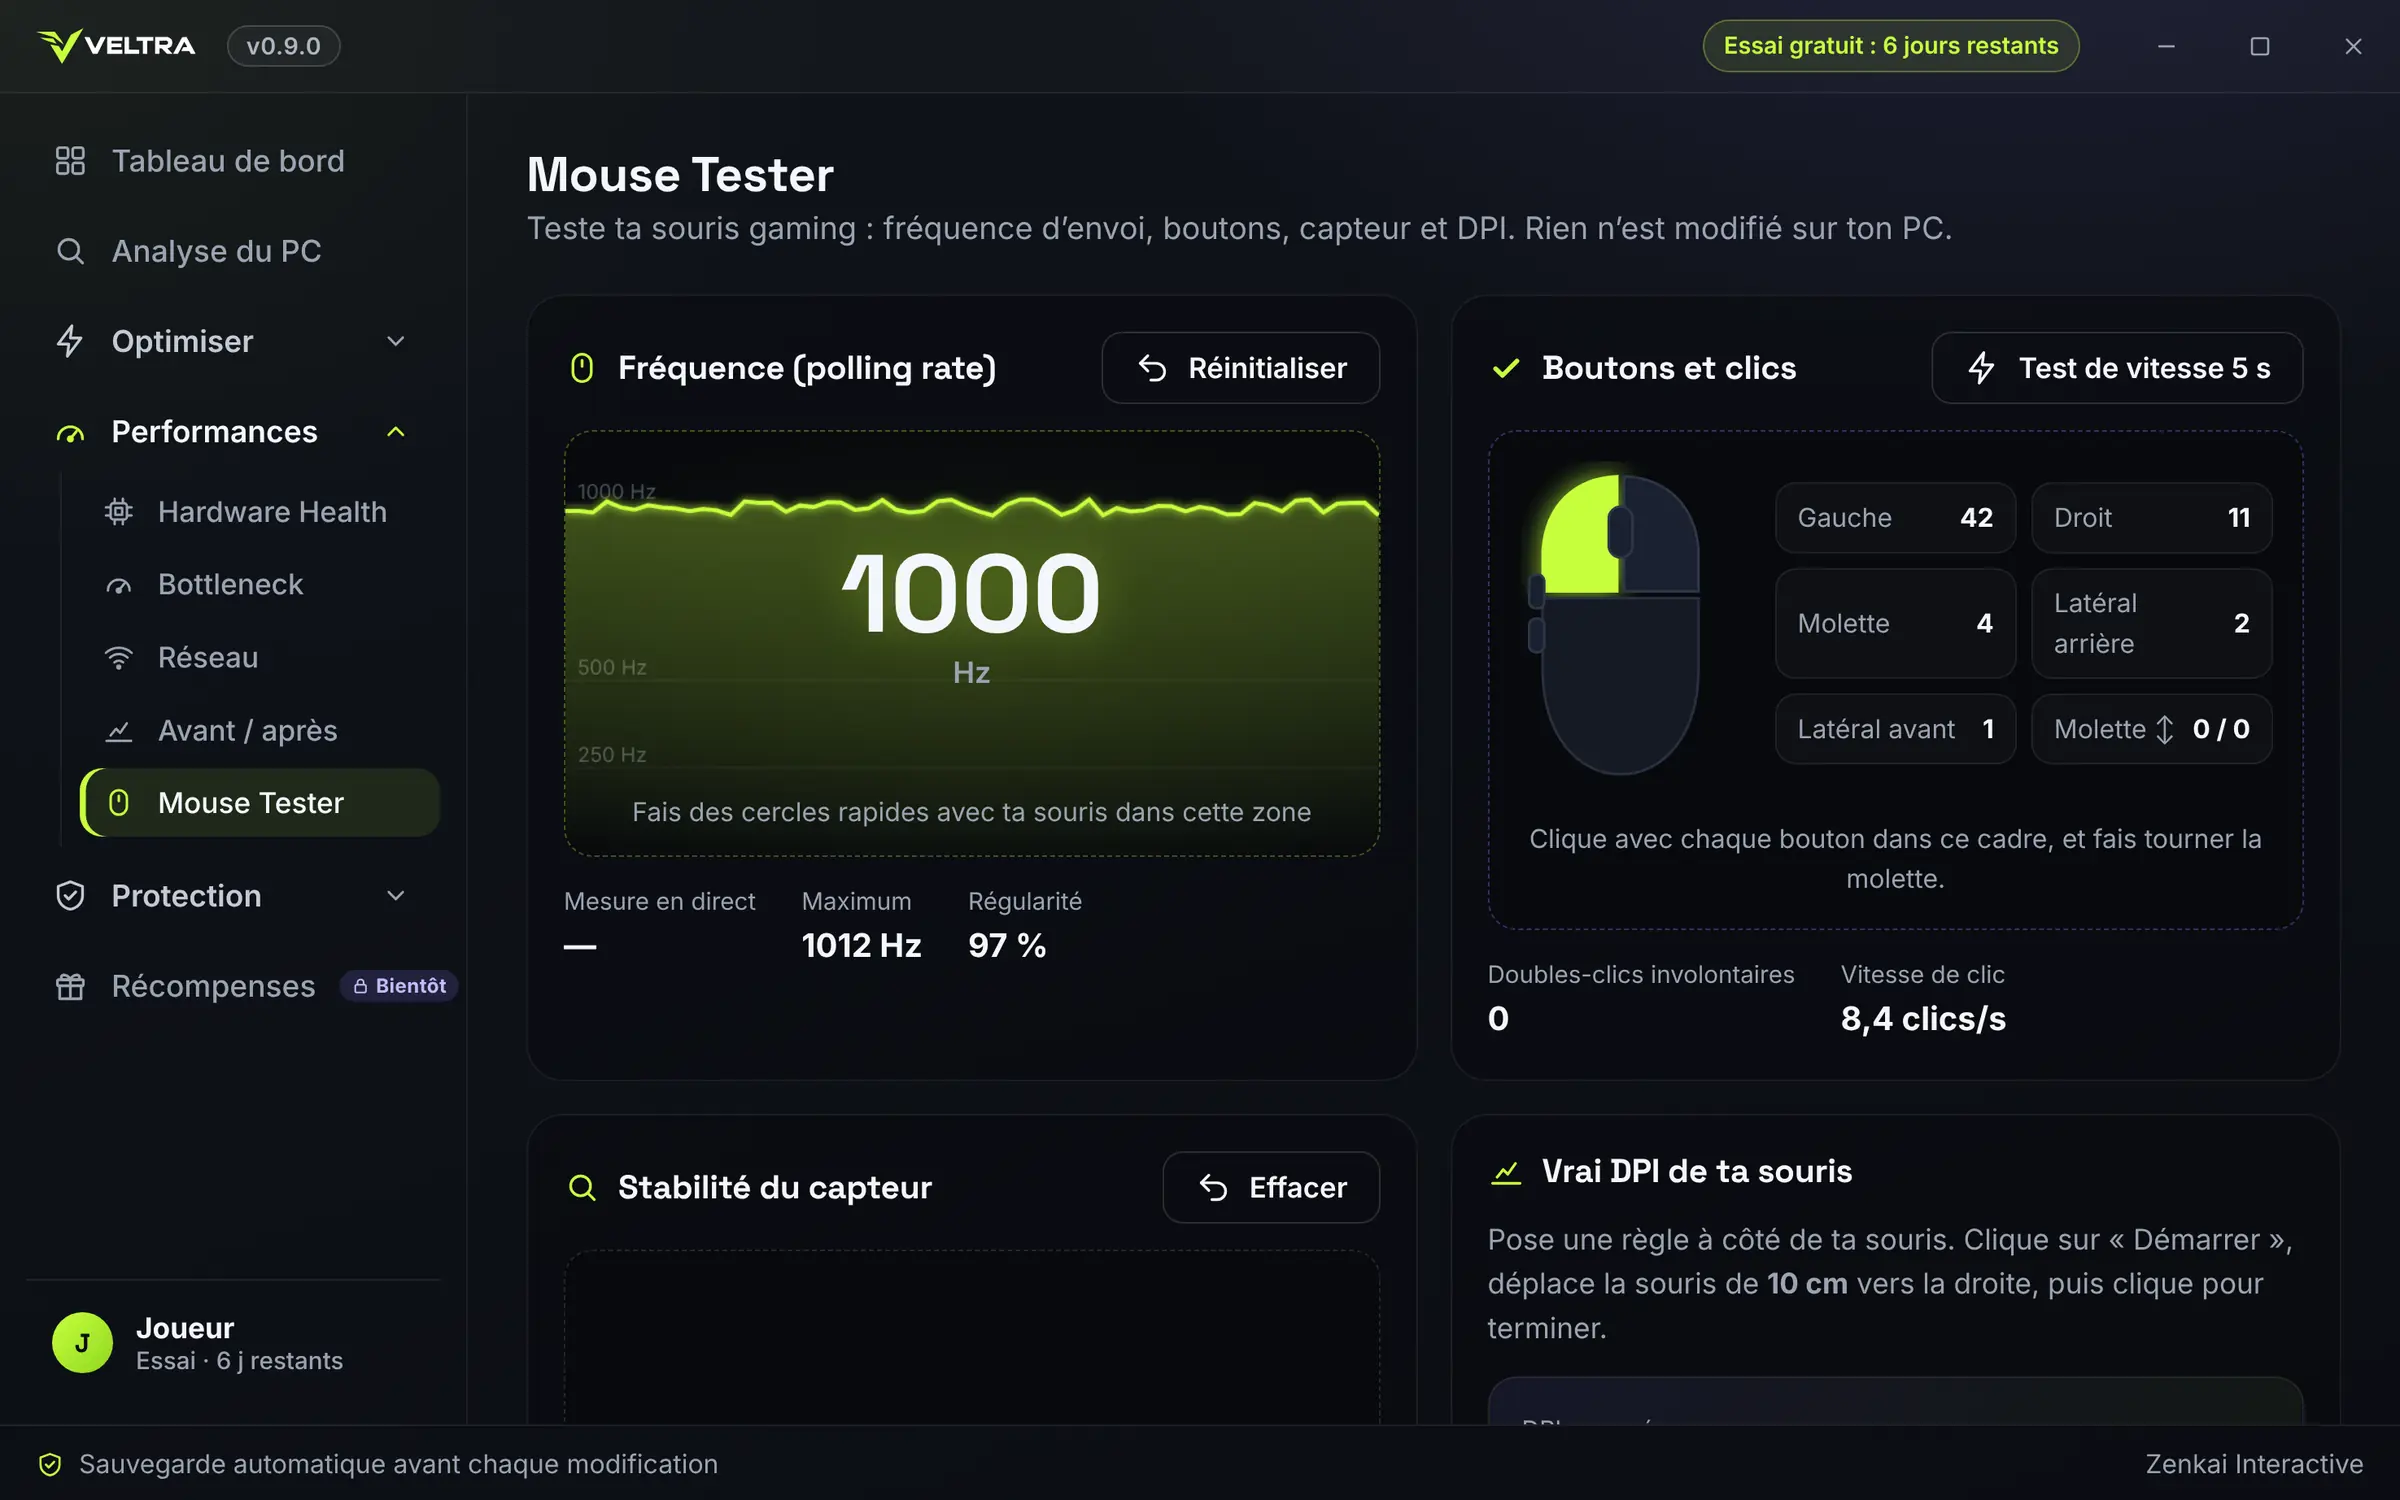 VELTRA
v0.9.0
Essai gratuit : 6 jours restants
Tableau de bord
Analyse du PC
Optimiser
Performances
Hardware Health
Bottleneck
Réseau
Avant / après
Mouse Tester
Protection
Récompenses
Bientôt
J
Joueur
Essai · 6 j restants
Mouse Tester
Teste ta souris gaming : fréquence d’envoi, boutons, capteur et DPI. Rien n’est modifié sur ton PC.
Fréquence (polling rate)
Réinitialiser
1000 Hz
1000
Hz
500 Hz
250 Hz
Fais des cercles rapides avec ta souris dans cette zone
Mesure en direct
—
Maximum
1012 Hz
Régularité
97 %
Boutons et clics
Test de vitesse 5 s
Gauche 42
Droit 11
Molette 4
Latéral
arrière
2
Latéral avant 1
Molette ↕ 0 / 0
Clique avec chaque bouton dans ce cadre, et fais tourner la
molette.
Doubles-clics involontaires
0
Vitesse de clic
8,4 clics/s
Stabilité du capteur
Effacer
Vrai DPI de ta souris
Pose une règle à côté de ta souris. Clique sur « Démarrer »,
déplace la souris de 10 cm vers la droite, puis clique pour
terminer.
Sauvegarde automatique avant chaque modification
Zenkai Interactive